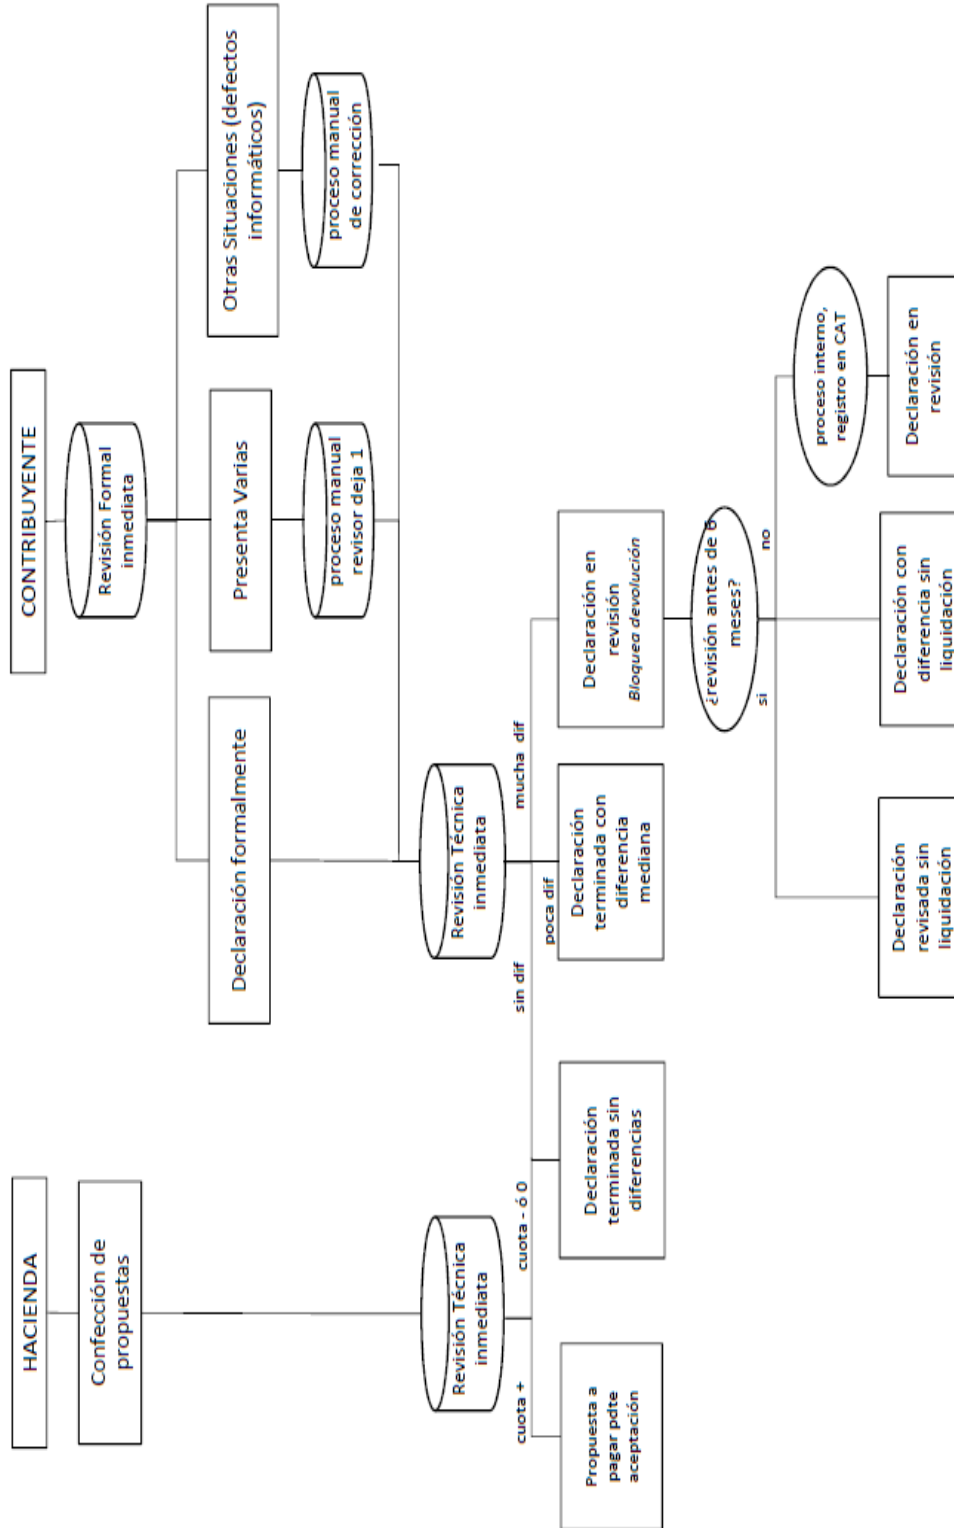 HACIENDA
Confección de
propuestas
Revisión Técnica
inmediata
cuota +
cuota - ó 0
Propuesta a
pagar pdte
aceptación
Declaración
terminada sin
diferencias
CONTRIBUYENTE
Revisión Formal
inmediata
Declaración formalmente
Presenta Varias
Otras Situaciones (defectos
informáticos)
proceso manual
revisor deja 1
proceso manual
de corrección
Revisión Técnica
inmediata
sin dif
poca dif
mucha dif
Declaración
terminada con
diferencia
mediana
Declaración en
revisión
Bloquea devolución
¿revisión antes de 6
meses?
si
no
proceso interno,
registro en CAT
Declaración
revisada sin
liquidación
Declaración con
diferencia sin
liquidación
Declaración en
revisión